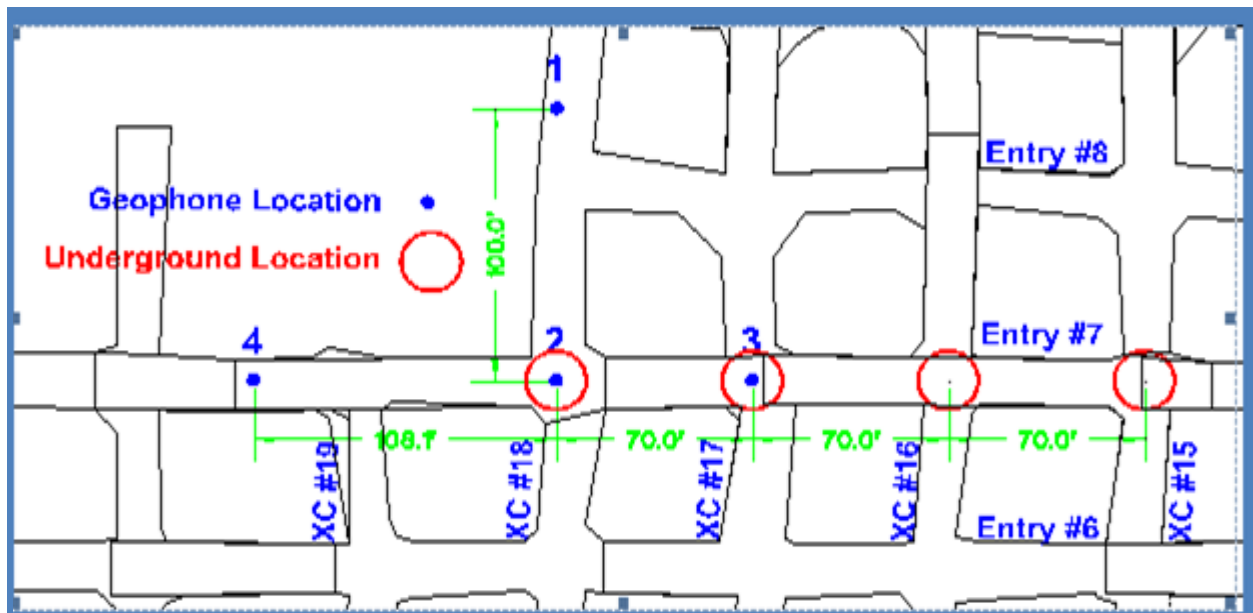 1
Entry #8
Geophone Location
100.0'
Underground Location
4
2
3
Entry #7
108.1'
70.0'
70.0'
70.0'
XC #19
XC #18
XC #17
XC #16
XC #15
Entry #6